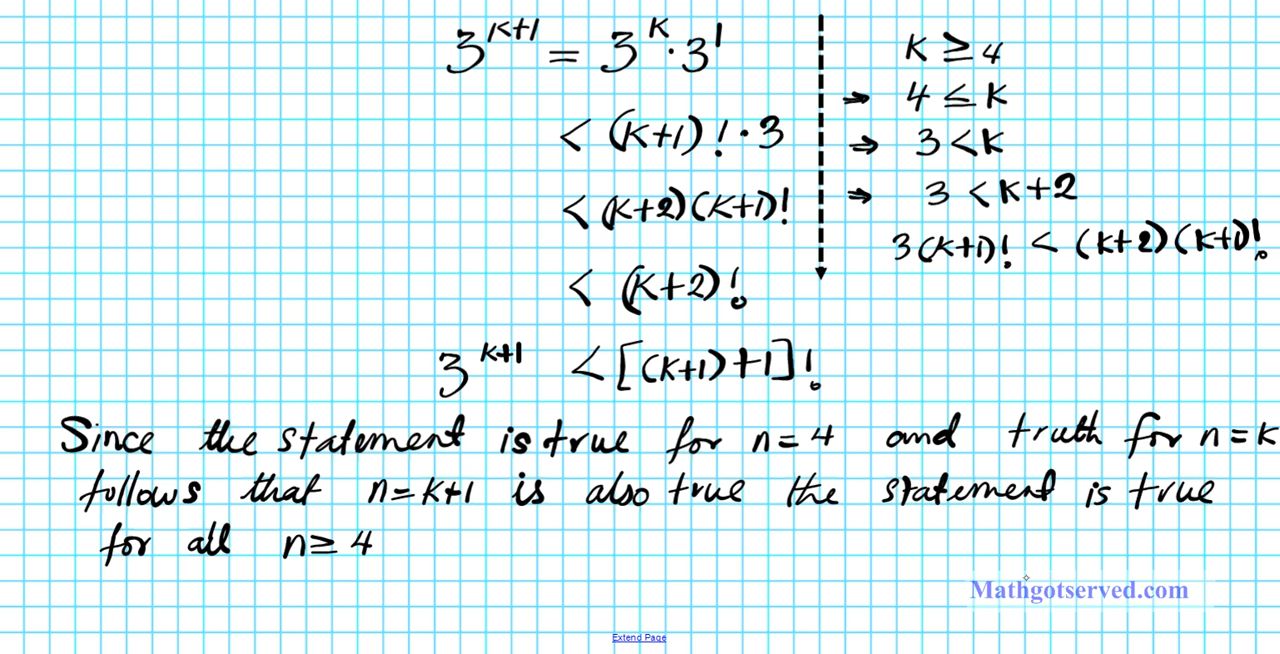 3^{k+1} = 3^k · 3^1
< (k+1)! · 3
< (k+2)(k+1)!
< (k+2)!
3^{k+1} < [(k+1)+1]!
k ≥ 4
⇒ 4 ≤ k
⇒ 3 < k
⇒ 3 < k+2
3(k+1)! < (k+2)(k+1)!
Since the statement is true for n=4 and truth for n=k
follows that n=k+1 is also true the statement is true
for all n≥4
Mathgotserved.com
Extend Page